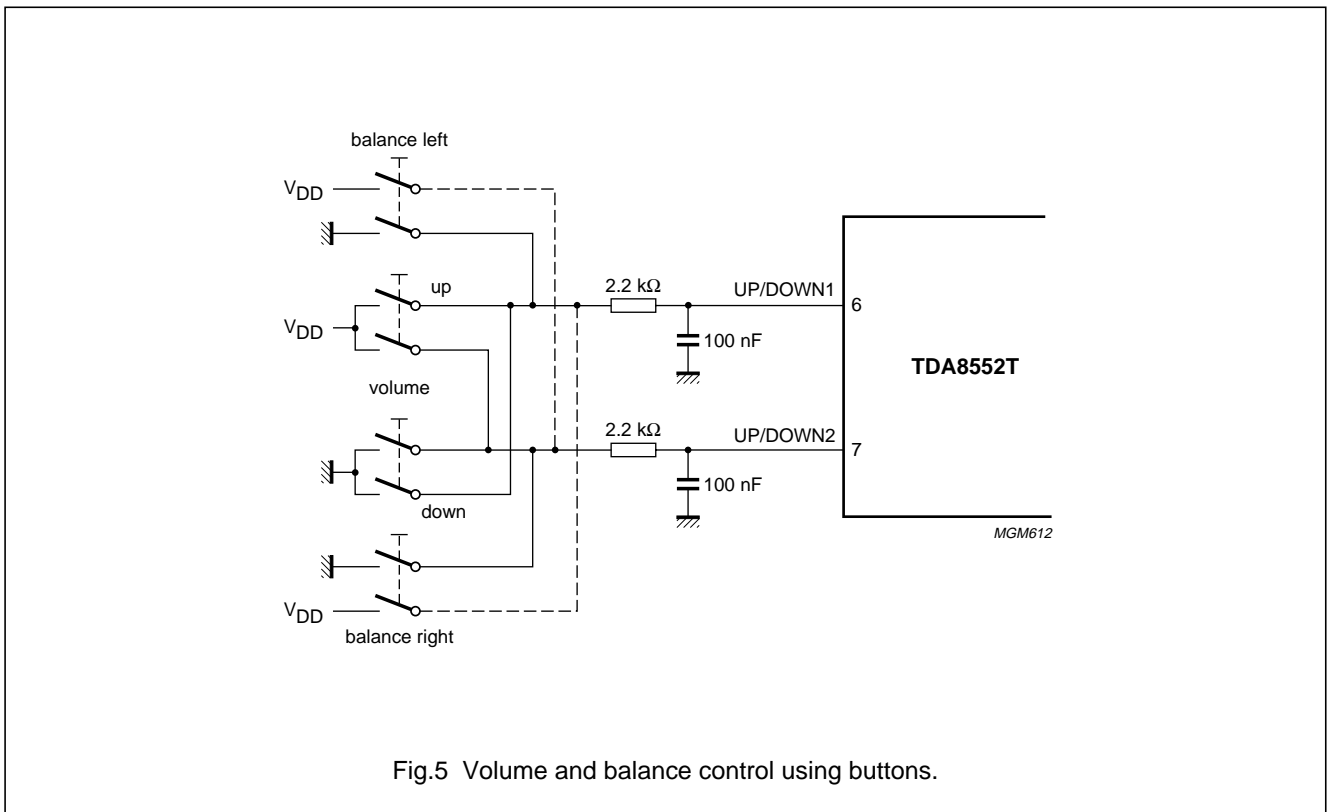 balance left
V_DD
up
2.2 kΩ
UP/DOWN1
6
V_DD
100 nF
TDA8552T
volume
2.2 kΩ
UP/DOWN2
7
100 nF
down
MGM612
V_DD
balance right
Fig.5 Volume and balance control using buttons.